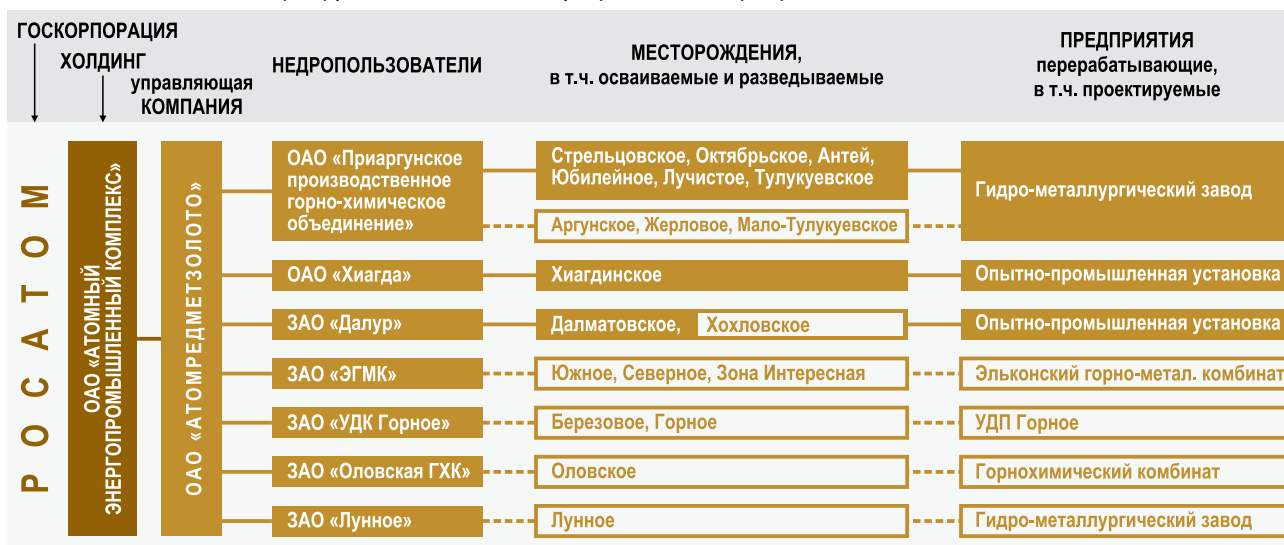 ГОСКОРПОРАЦИЯ
ХОЛДИНГ
управляющая
КОМПАНИЯ
НЕДРОПОЛЬЗОВАТЕЛИ
МЕСТОРОЖДЕНИЯ,
в т.ч. осваиваемые и разведываемые
ПРЕДПРИЯТИЯ
перерабатывающие,
в т.ч. проектируемые
РОСАТОМ
ОАО «АТОМНЫЙ
ЭНЕРГОПРОМЫШЛЕННЫЙ КОМПЛЕКС»
ОАО «АТОМРЕДМЕТЗОЛОТО»
ОАО «Приаргунское
производственное
горно-химическое
объединение»
Стрельцовское, Октябрьское, Антей,
Юбилейное, Лучистое, Тулукуевское
Аргунское, Жерловое, Мало-Тулукуевское
Гидро-металлургический завод
ОАО «Хиагда»
Хиагдинское
Опытно-промышленная установка
ЗАО «Далур»
Далматовское, Хохловское
Опытно-промышленная установка
ЗАО «ЭГМК»
Южное, Северное, Зона Интересная
Эльконский горно-метал. комбинат
ЗАО «УДК Горное»
Березовое, Горное
УДП Горное
ЗАО «Оловская ГХК»
Оловское
Горнохимический комбинат
ЗАО «Лунное»
Лунное
Гидро-металлургический завод